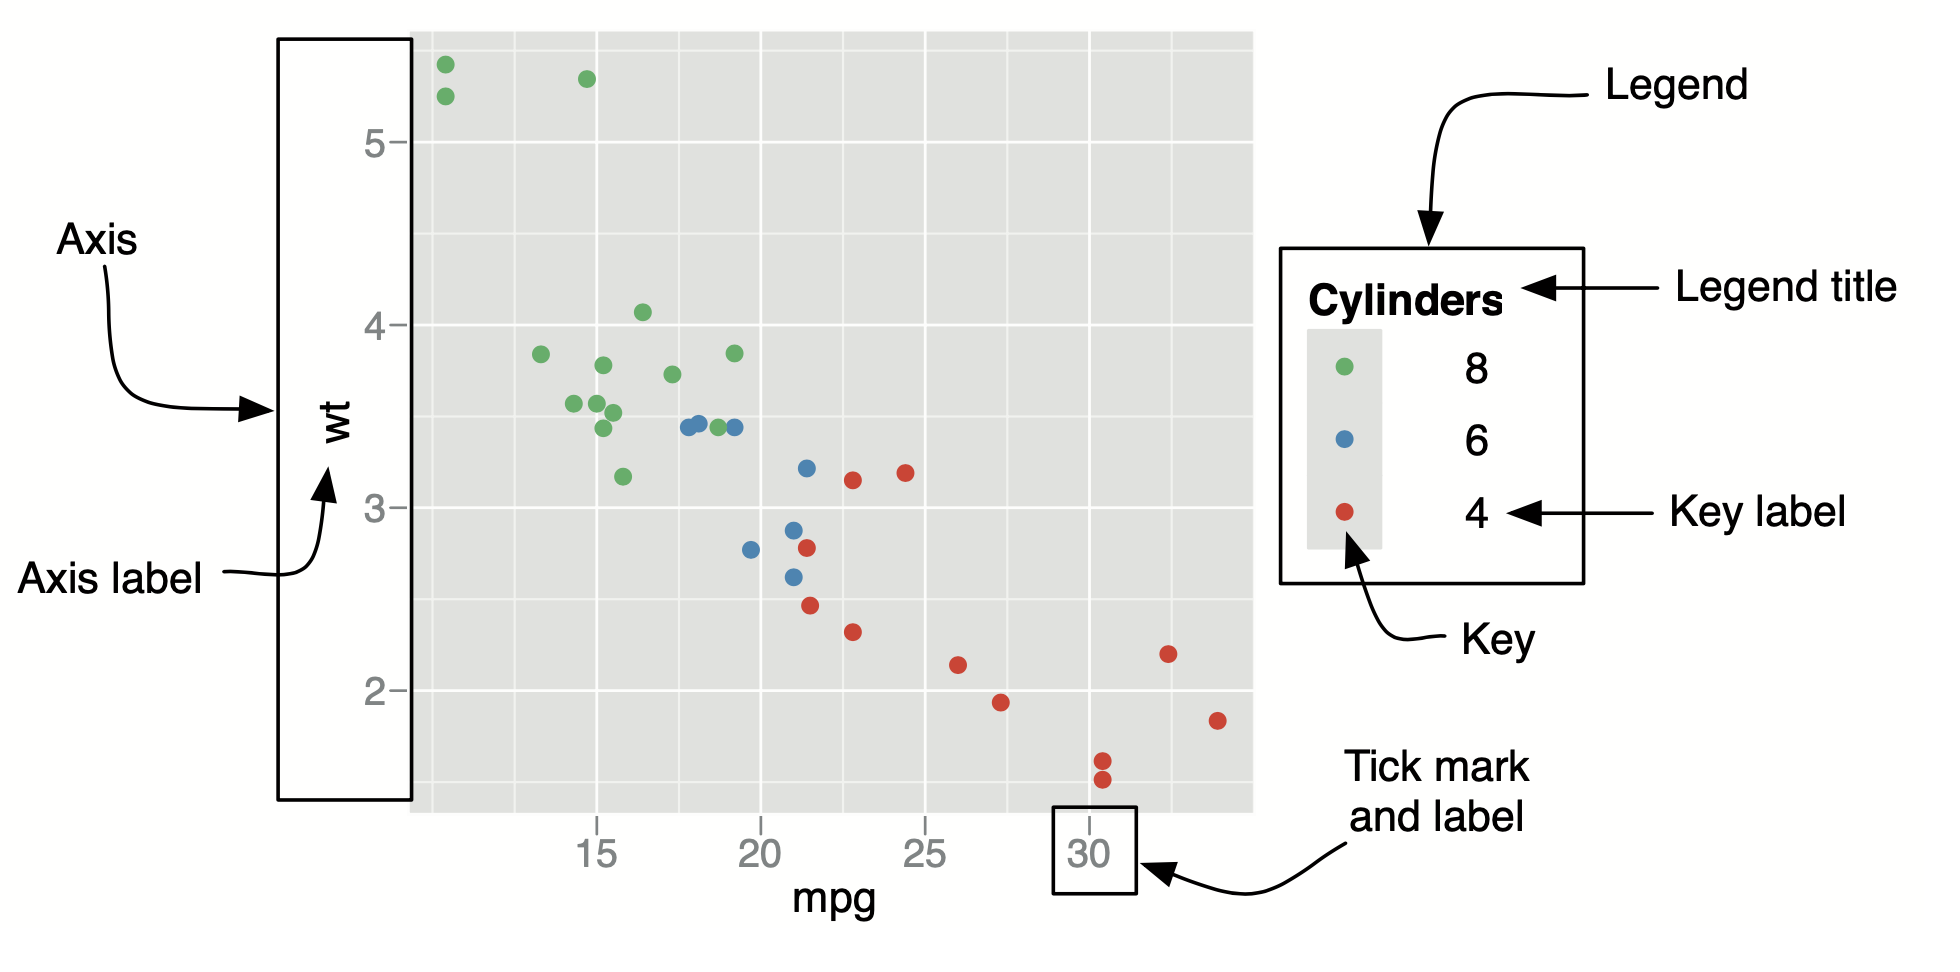 Legend
5
Axis
Legend title
Cylinders
4
8
wt
6
3
4
Key label
Axis label
Key
2
Tick mark
and label
15
20
25
30
mpg